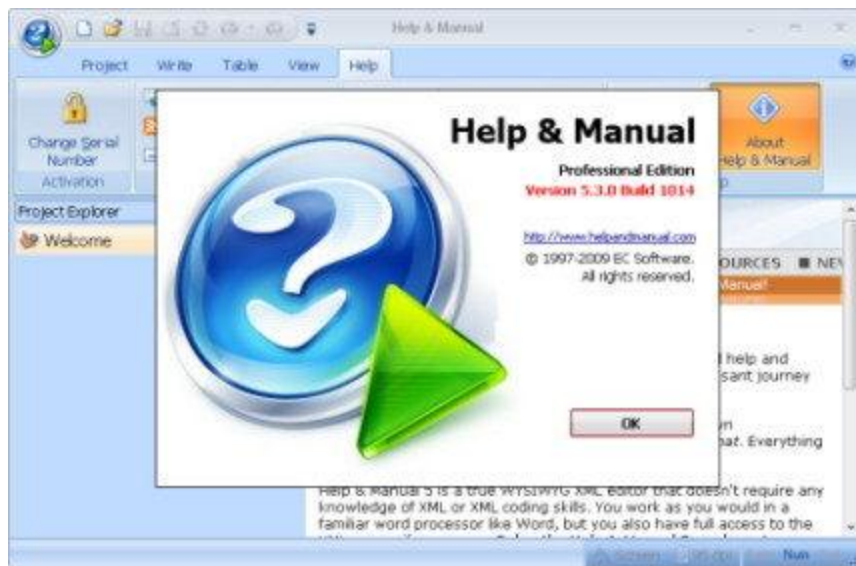 Help & Manual
Project Write Table View Help
Change Serial
Number
Activation
About
Help & Manual
Project Explorer
Welcome
Help & Manual
Professional Edition
Version 5.3.0 Build 1014
http://www.helpandmanual.com
© 1997-2009 EC Software.
All rights reserved.
OK
OURCES ■ NEW
Manual!
help and
sant journey
Everything
Help & Manual 5 is a true WYSIWYG XML editor that doesn't require any
knowledge of XML or XML coding skills. You work as you would in a
familiar word processor like Word, but you also have full access to the
Screen
Num